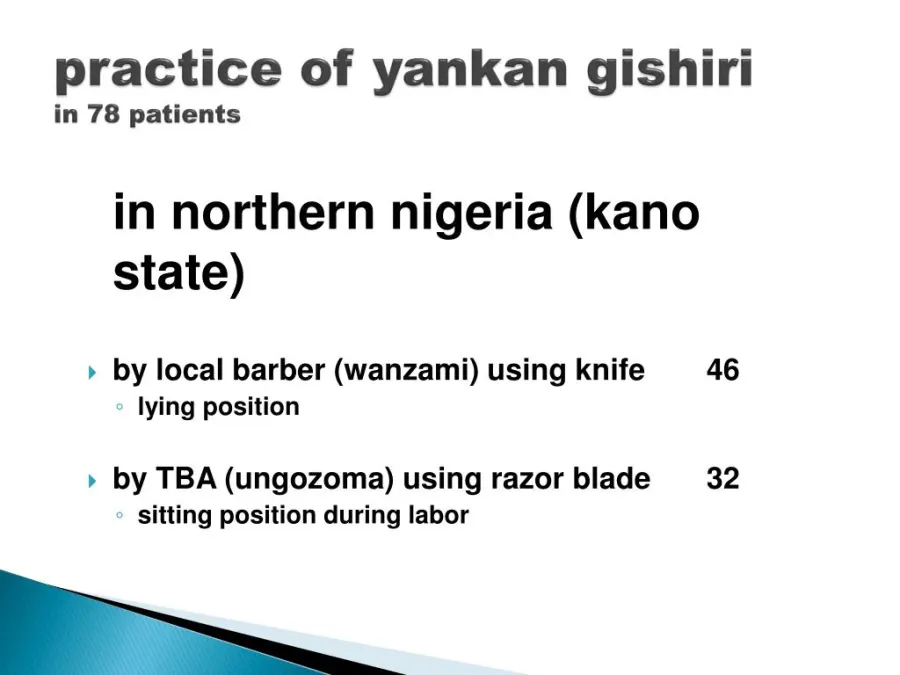 practice of yankan gishiri
in 78 patients
in northern nigeria (kano
state)
by local barber (wanzami) using knife 46
lying position
by TBA (ungozoma) using razor blade 32
sitting position during labor